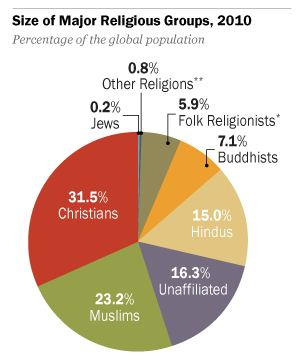 Size of Major Religious Groups, 2010
Percentage of the global population
0.8%
Other Religions**
0.2%
Jews
5.9%
Folk Religionists*
7.1%
Buddhists
31.5%
Christians
15.0%
Hindus
16.3%
Unaffiliated
23.2%
Muslims